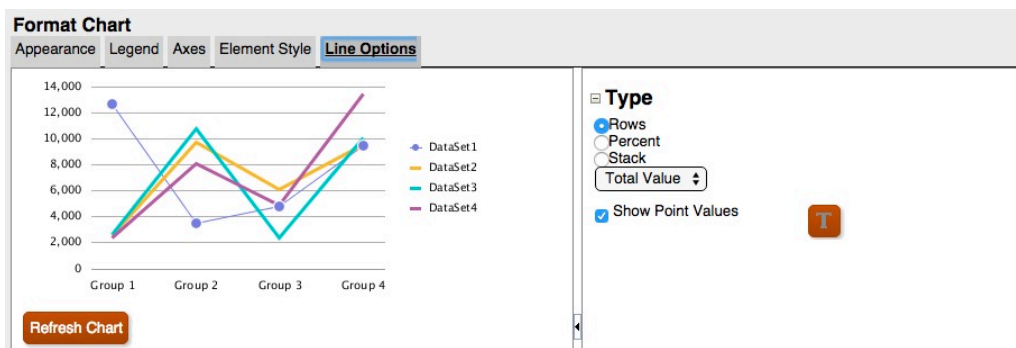 Format Chart
Appearance Legend Axes Element Style Line Options
14,000
12,000
10,000
8,000
6,000
4,000
2,000
0
Group 1 Group 2 Group 3 Group 4
DataSet1
DataSet2
DataSet3
DataSet4
Refresh Chart
Type
Rows
Percent
Stack
Total Value
Show Point Values
T